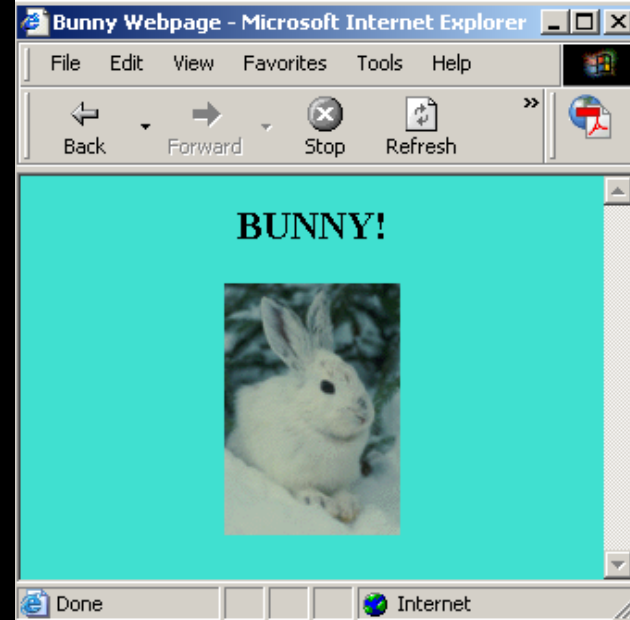 Bunny Webpage - Microsoft Internet Explorer
File Edit View Favorites Tools Help
Back Forward Stop Refresh »
BUNNY!
Done Internet